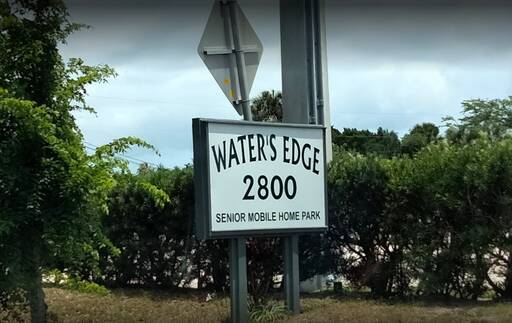 WATER'S EDGE
2800
SENIOR MOBILE HOME PARK